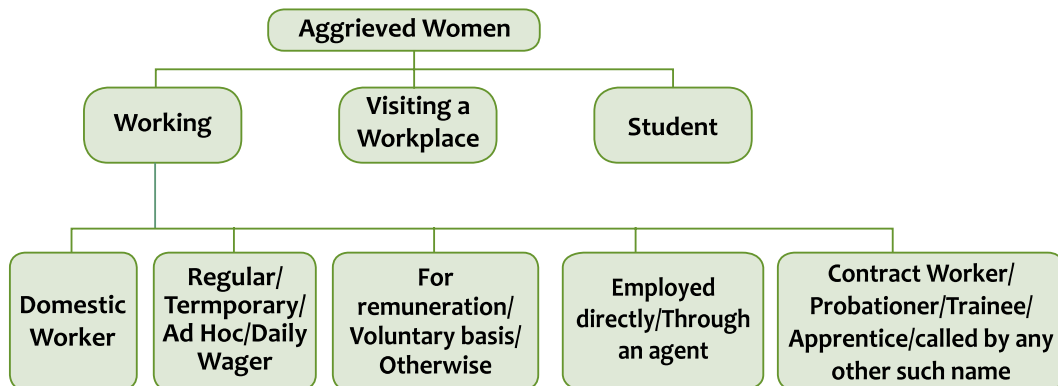 Aggrieved Women
Working
Visiting a
Workplace
Student
Domestic
Worker
Regular/
Termporary/
Ad Hoc/Daily
Wager
For
remuneration/
Voluntary basis/
Otherwise
Employed
directly/Through
an agent
Contract Worker/
Probationer/Trainee/
Apprentice/called by any
other such name